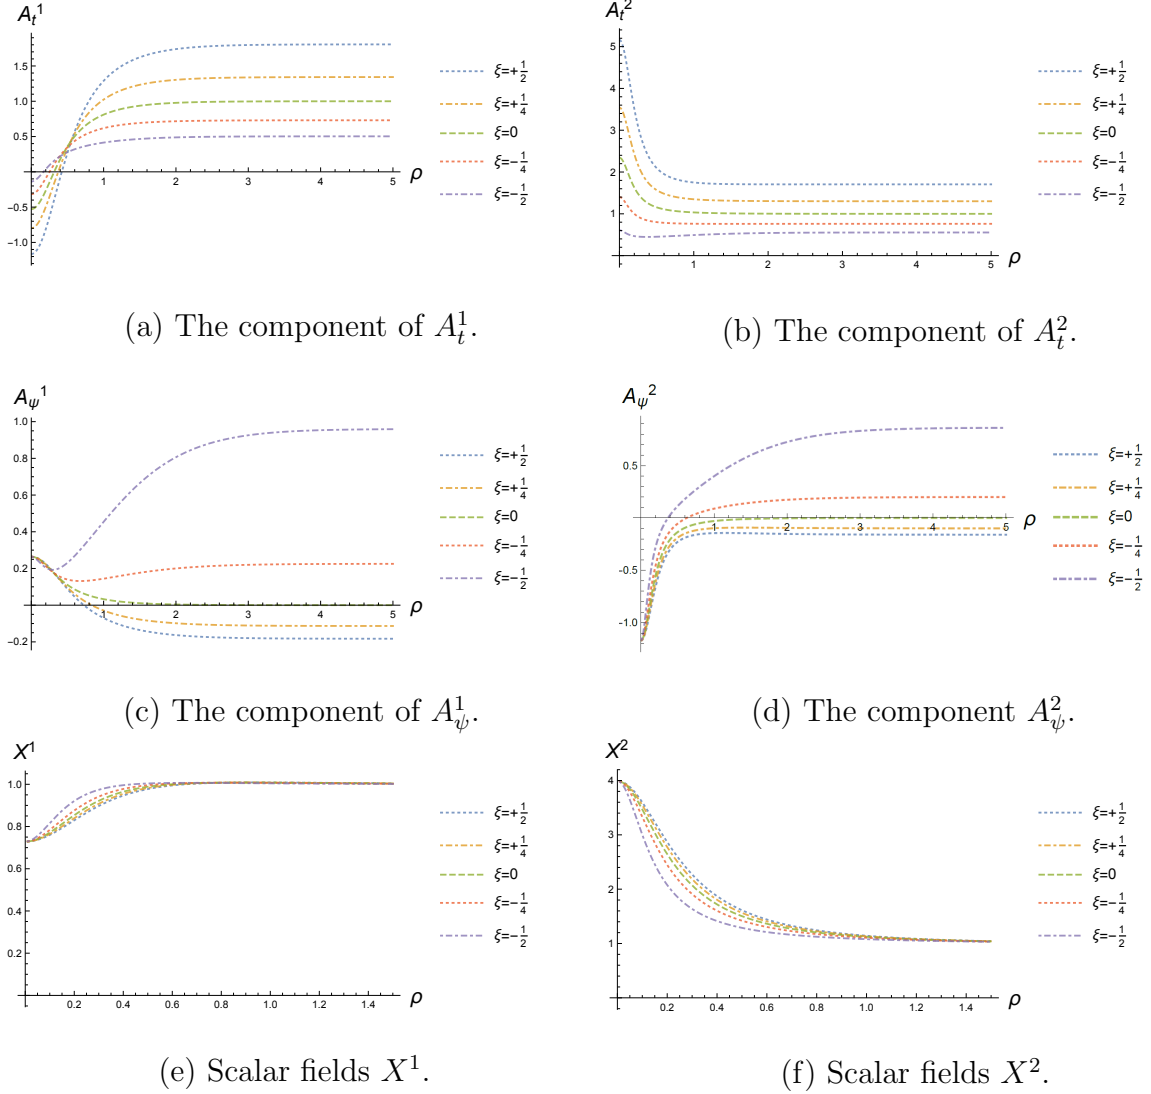 A_t^1
1.5
1.0
0.5
−0.5
−1.0
1 2 3 4 5 ρ
ξ=+1/2
ξ=+1/4
ξ=0
ξ=−1/4
ξ=−1/2
(a) The component of A_t^1.
A_t^2
5
4
3
2
1
1 2 3 4 5 ρ
ξ=+1/2
ξ=+1/4
ξ=0
ξ=−1/4
ξ=−1/2
(b) The component of A_t^2.
A_ψ^1
1.0
0.8
0.6
0.4
0.2
−0.2
1 2 3 4 5 ρ
ξ=+1/2
ξ=+1/4
ξ=0
ξ=−1/4
ξ=−1/2
(c) The component of A_ψ^1.
A_ψ^2
0.5
−0.5
−1.0
1 2 3 4 5 ρ
ξ=+1/2
ξ=+1/4
ξ=0
ξ=−1/4
ξ=−1/2
(d) The component A_ψ^2.
X^1
1.0
0.8
0.6
0.4
0.2
0.2 0.4 0.6 0.8 1.0 1.2 1.4 ρ
ξ=+1/2
ξ=+1/4
ξ=0
ξ=−1/4
ξ=−1/2
(e) Scalar fields X^1.
X^2
4
3
2
1
0.2 0.4 0.6 0.8 1.0 1.2 1.4 ρ
ξ=+1/2
ξ=+1/4
ξ=0
ξ=−1/4
ξ=−1/2
(f) Scalar fields X^2.